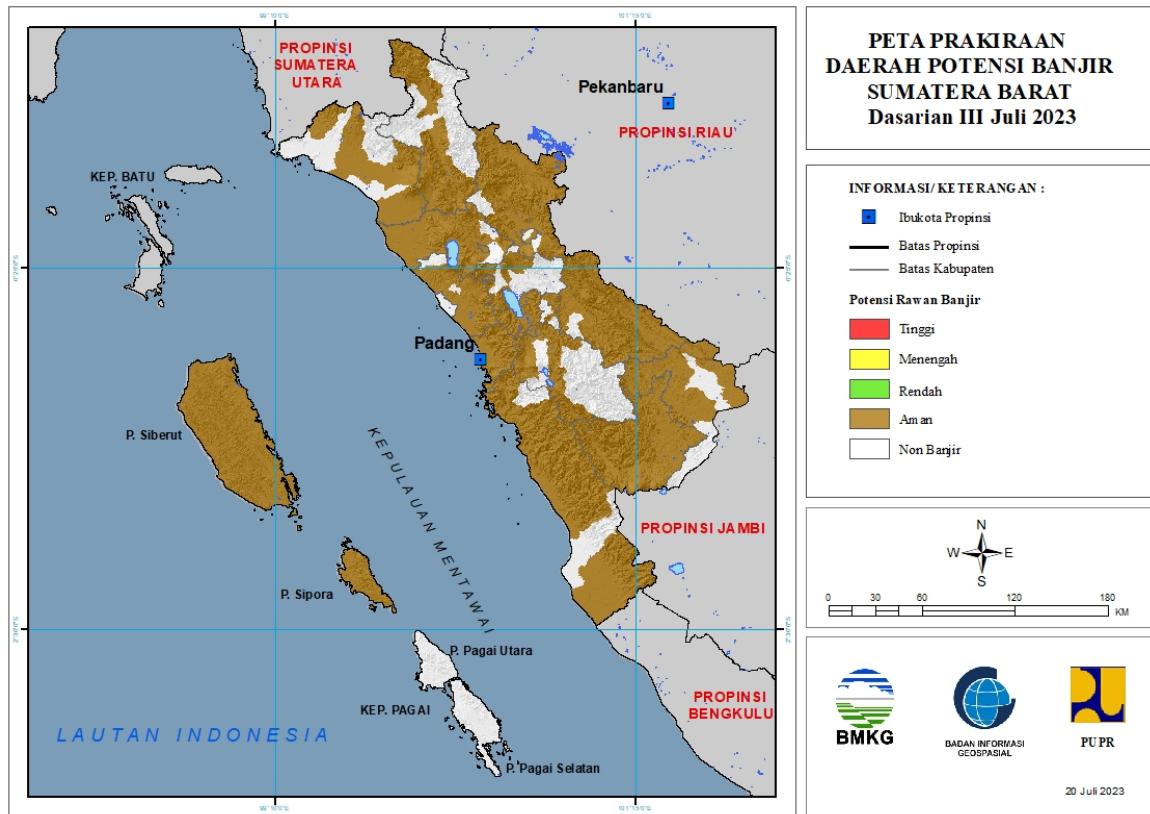 PETA PRAKIRAAN
DAERAH POTENSI BANJIR
SUMATERA BARAT
Dasarian III Juli 2023
PROPINSI
SUMATERA
UTARA
Pekanbaru
PROPINSI RIAU
KEP. BATU
Padang
P. Siberut
KEPULAUAN MENTAWAI
PROPINSI JAMBI
P. Sipora
P. Pagai Utara
KEP. PAGAI
PROPINSI
BENGKULU
LAUTAN INDONESIA
P. Pagai Selatan
INFORMASI/ KETERANGAN :
Ibukota Propinsi
Batas Propinsi
Batas Kabupaten
Potensi Rawan Banjir
Tinggi
Menengah
Rendah
Aman
Non Banjir
N
W E
S
0 15 30 45 60 120 180
KM
BMKG
BADAN INFORMASI
GEOSPASIAL
PUPR
20 Juli 2023